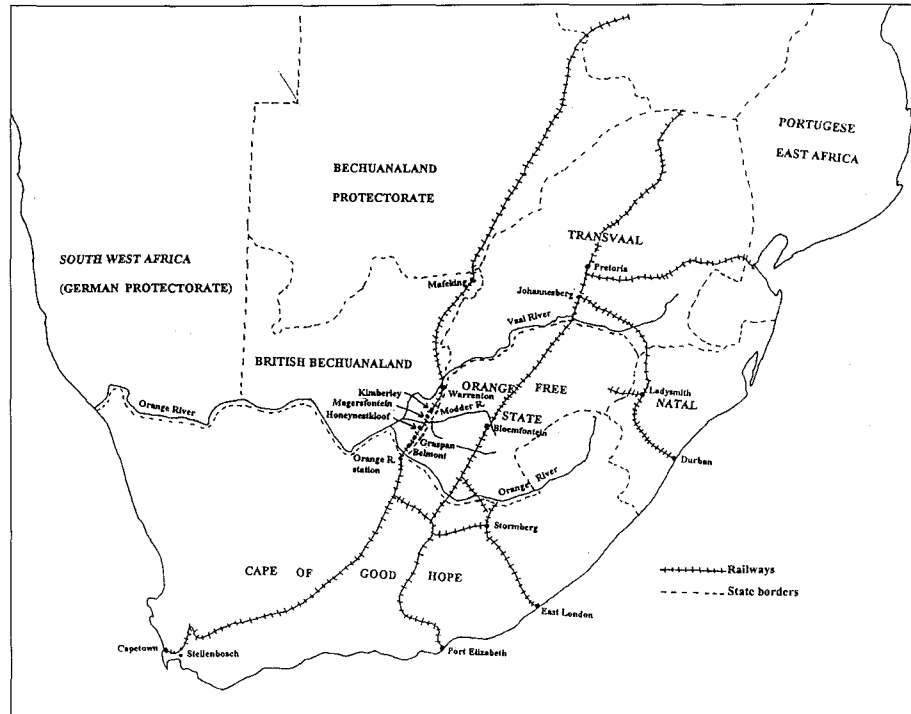 PORTUGESE
EAST AFRICA
BECHUANALAND
PROTECTORATE
TRANSVAAL
SOUTH WEST AFRICA
(GERMAN PROTECTORATE)
Pretoria
Mafeking
Johannesberg
Vaal River
BRITISH BECHUANALAND
Kimberley
Magersfontein
Honeynestkloof
Warrenton
ORANGE FREE
STATE
Modder R.
Ladysmith
NATAL
Orange River
Bloemfontein
Graspan
Belmont
Orange R.
station
Durban
Orange River
Stormberg
CAPE OF GOOD HOPE
Railways
State borders
East London
Capetown
Stellenbosch
Port Elizabeth